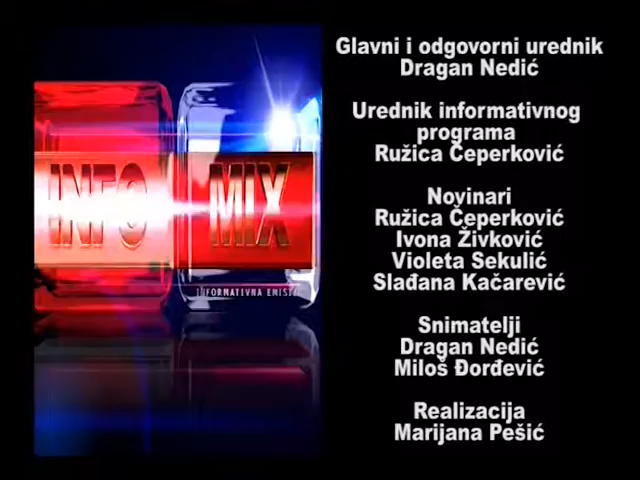 INFO MIX
INFORMATIVNA EMISIJA
Glavni i odgovorni urednik
Dragan Nedić
Urednik informativnog
programa
Ružica Čeperković
Novinari
Ružica Čeperković
Ivona Živković
Violeta Sekulić
Slađana Kačarević
Snimatelji
Dragan Nedić
Miloš Đorđević
Realizacija
Marijana Pešić